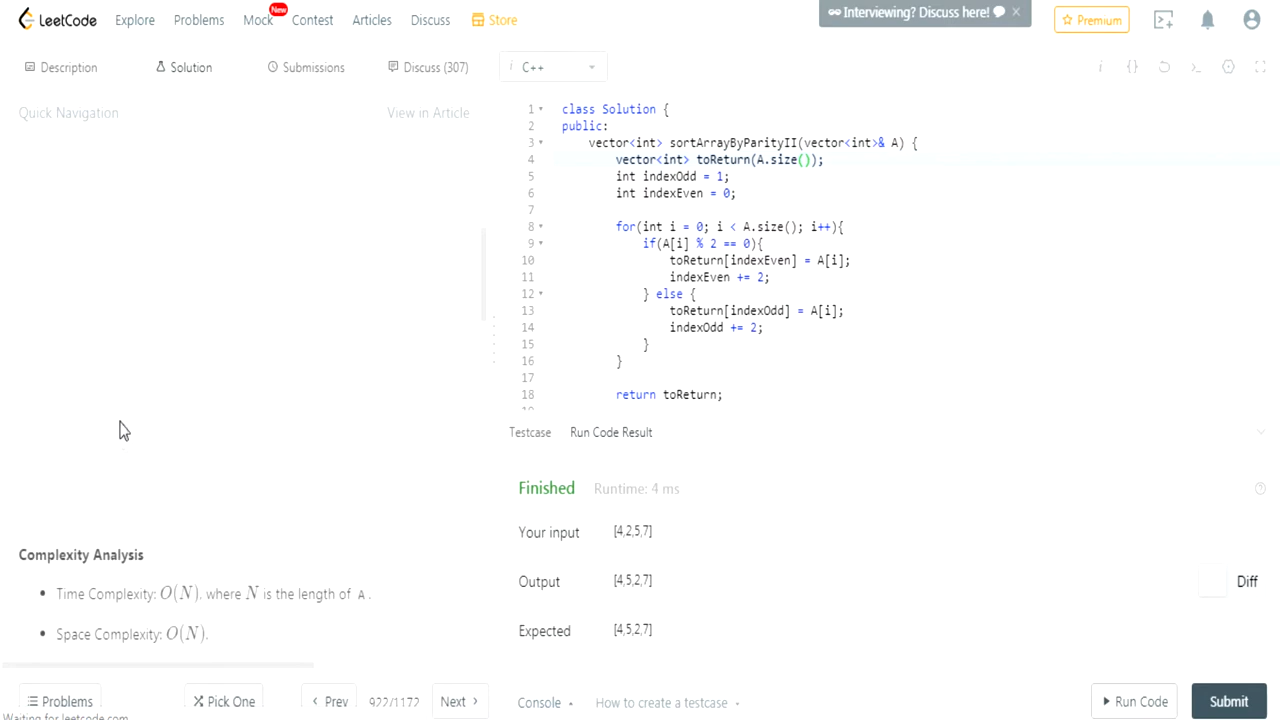 LeetCode Explore Problems Mock New Contest Articles Discuss Store Interviewing? Discuss here! × Premium
Description Solution Submissions Discuss (307) i C++
Quick Navigation View in Article
1 class Solution {
2 public:
3 vector<int> sortArrayByParityII(vector<int>& A) {
4 vector<int> toReturn(A.size());
5 int indexOdd = 1;
6 int indexEven = 0;
7
8 for(int i = 0; i < A.size(); i++){
9 if(A[i] % 2 == 0){
10 toReturn[indexEven] = A[i];
11 indexEven += 2;
12 } else {
13 toReturn[indexOdd] = A[i];
14 indexOdd += 2;
15 }
16 }
17
18 return toReturn;
Testcase Run Code Result
Finished Runtime: 4 ms
Your input [4,2,5,7]
Output [4,5,2,7] Diff
Expected [4,5,2,7]
Complexity Analysis
• Time Complexity: O(N), where N is the length of A.
• Space Complexity: O(N).
Problems Pick One Prev 922/1172 Next Console How to create a testcase Run Code Submit
Waiting for leetcode.com